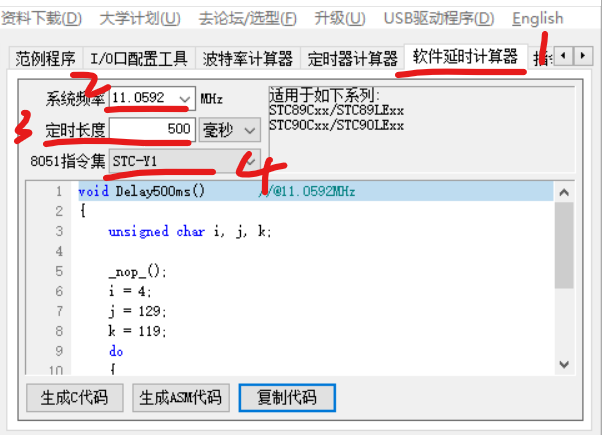 资料下载(D) 大学计划(U) 去论坛/选型(F) 升级(U) USB驱动程序(D) English
范例程序 I/O口配置工具 波特率计算器 定时器计算器 软件延时计算器
1
2
系统频率 11.0592 MHz
适用于如下系列:
STC89Cxx/STC89LExx
STC90Cxx/STC90LExx
3
定时长度 500 毫秒
8051指令集 STC-Y1
4
1 void Delay500ms() //@11.0592MHz
2 {
3 unsigned char i, j, k;
4
5 _nop_();
6 i = 4;
7 j = 129;
8 k = 119;
9 do
10 {
生成C代码 生成ASM代码 复制代码